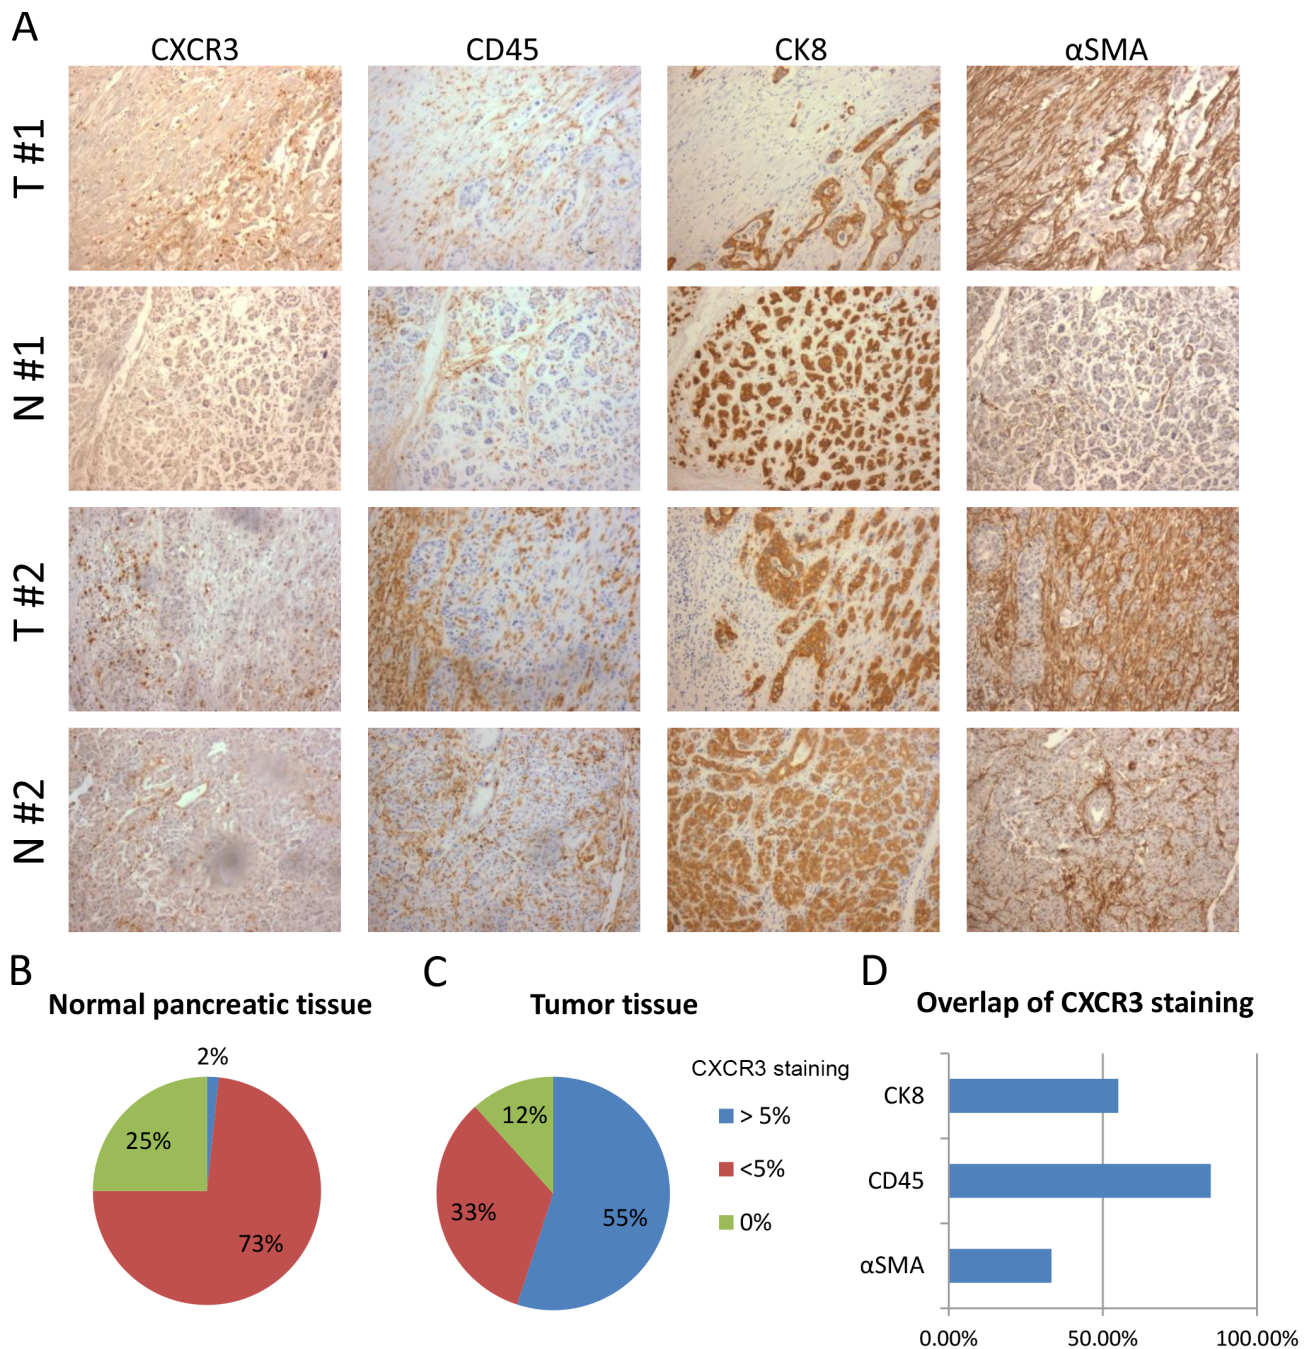 A
CXCR3 CD45 CK8 αSMA
T #1
N #1
T #2
N #2
B
Normal pancreatic tissue
2%
25%
73%
C
Tumor tissue
12%
33%
55%
CXCR3 staining
> 5%
<5%
0%
D
Overlap of CXCR3 staining
CK8
CD45
αSMA
0.00% 50.00% 100.00%